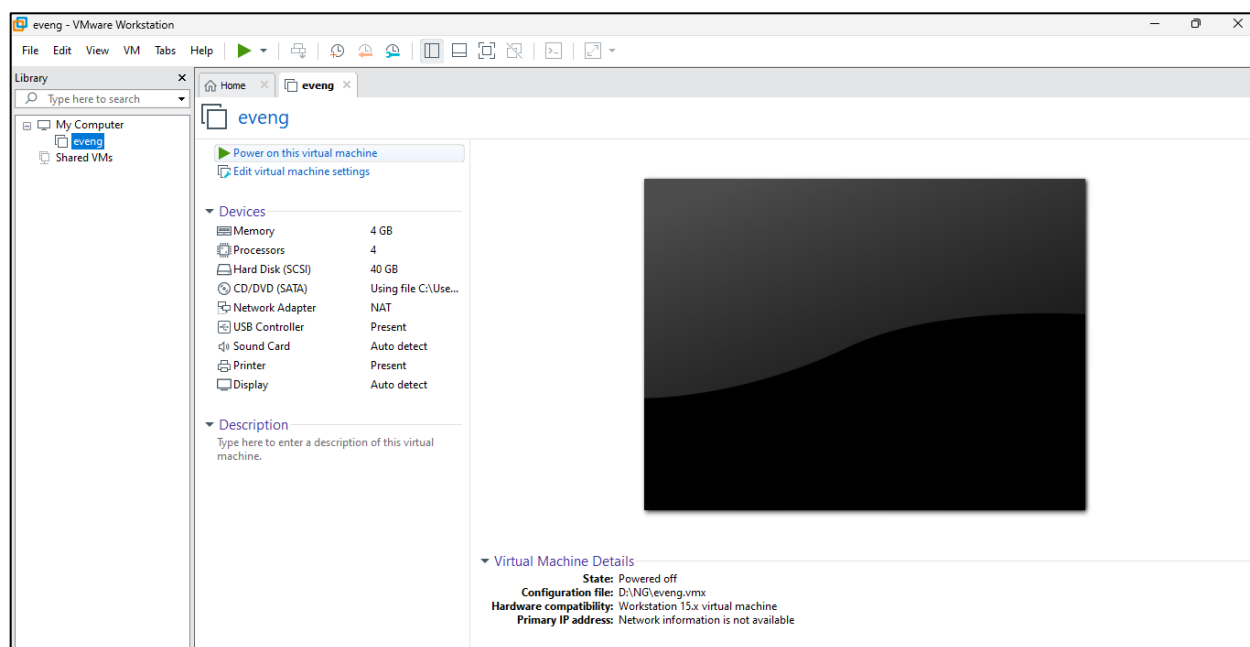 eveng - VMware Workstation
File Edit View VM Tabs Help
Library
Type here to search
My Computer
eveng
Shared VMs
Home
eveng
eveng
Power on this virtual machine
Edit virtual machine settings
Devices
Memory 4 GB
Processors 4
Hard Disk (SCSI) 40 GB
CD/DVD (SATA) Using file C:\Use...
Network Adapter NAT
USB Controller Present
Sound Card Auto detect
Printer Present
Display Auto detect
Description
Type here to enter a description of this virtual
machine.
Virtual Machine Details
State: Powered off
Configuration file: D:\NG\eveng.vmx
Hardware compatibility: Workstation 15.x virtual machine
Primary IP address: Network information is not available